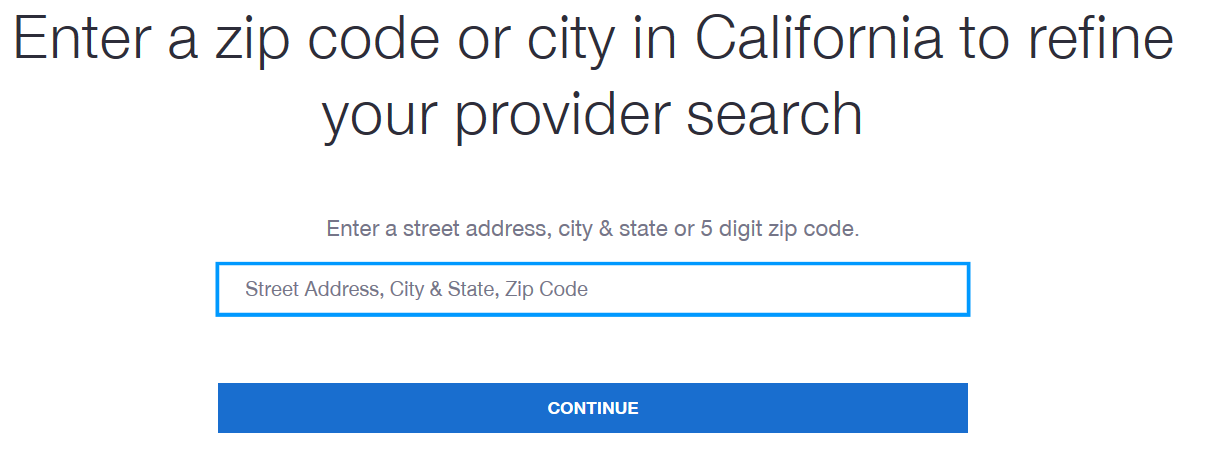 Enter a zip code or city in California to refine
your provider search
Enter a street address, city & state or 5 digit zip code.
Street Address, City & State, Zip Code
CONTINUE